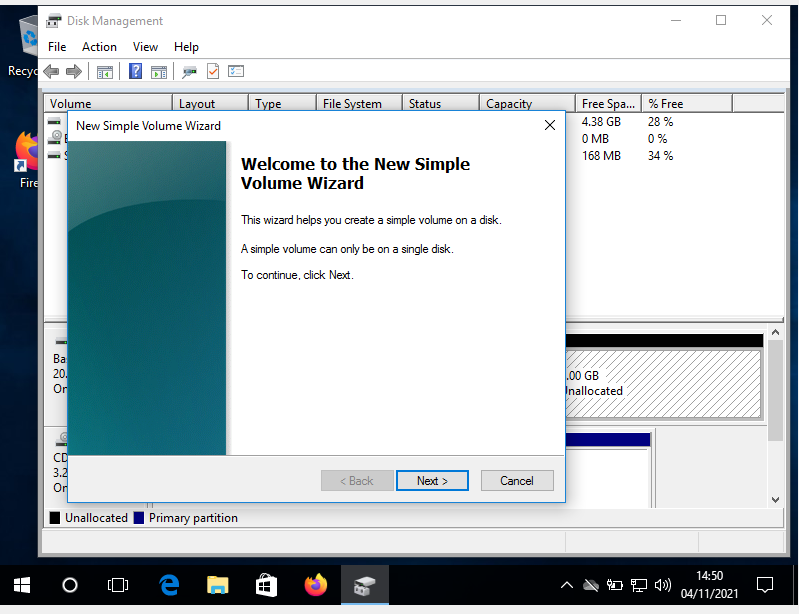 Disk Management
File Action View Help
Volume Layout Type File System Status Capacity Free Spa... % Free
4.38 GB 28 %
0 MB 0 %
168 MB 34 %
New Simple Volume Wizard
Welcome to the New Simple
Volume Wizard
This wizard helps you create a simple volume on a disk.
A simple volume can only be on a single disk.
To continue, click Next.
< Back Next > Cancel
Recyc
Fire
Ba
20.
On
.00 GB
Unallocated
CD
3.2
On
Unallocated Primary partition
14:50
04/11/2021